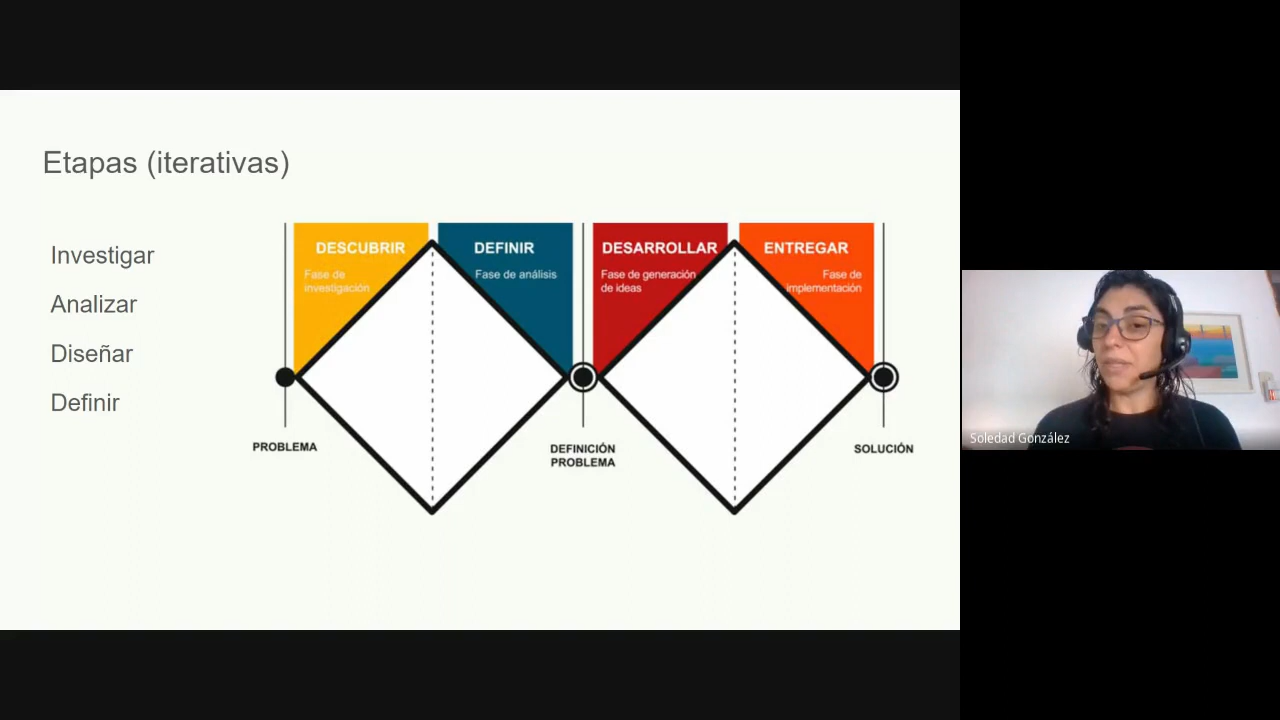 Etapas (iterativas)
Investigar
Analizar
Diseñar
Definir
DESCUBRIR
Fase de
investigación
DEFINIR
Fase de análisis
DESARROLLAR
Fase de generación
de ideas
ENTREGAR
Fase de
implementación
PROBLEMA
DEFINICIÓN
PROBLEMA
SOLUCIÓN
Soledad González